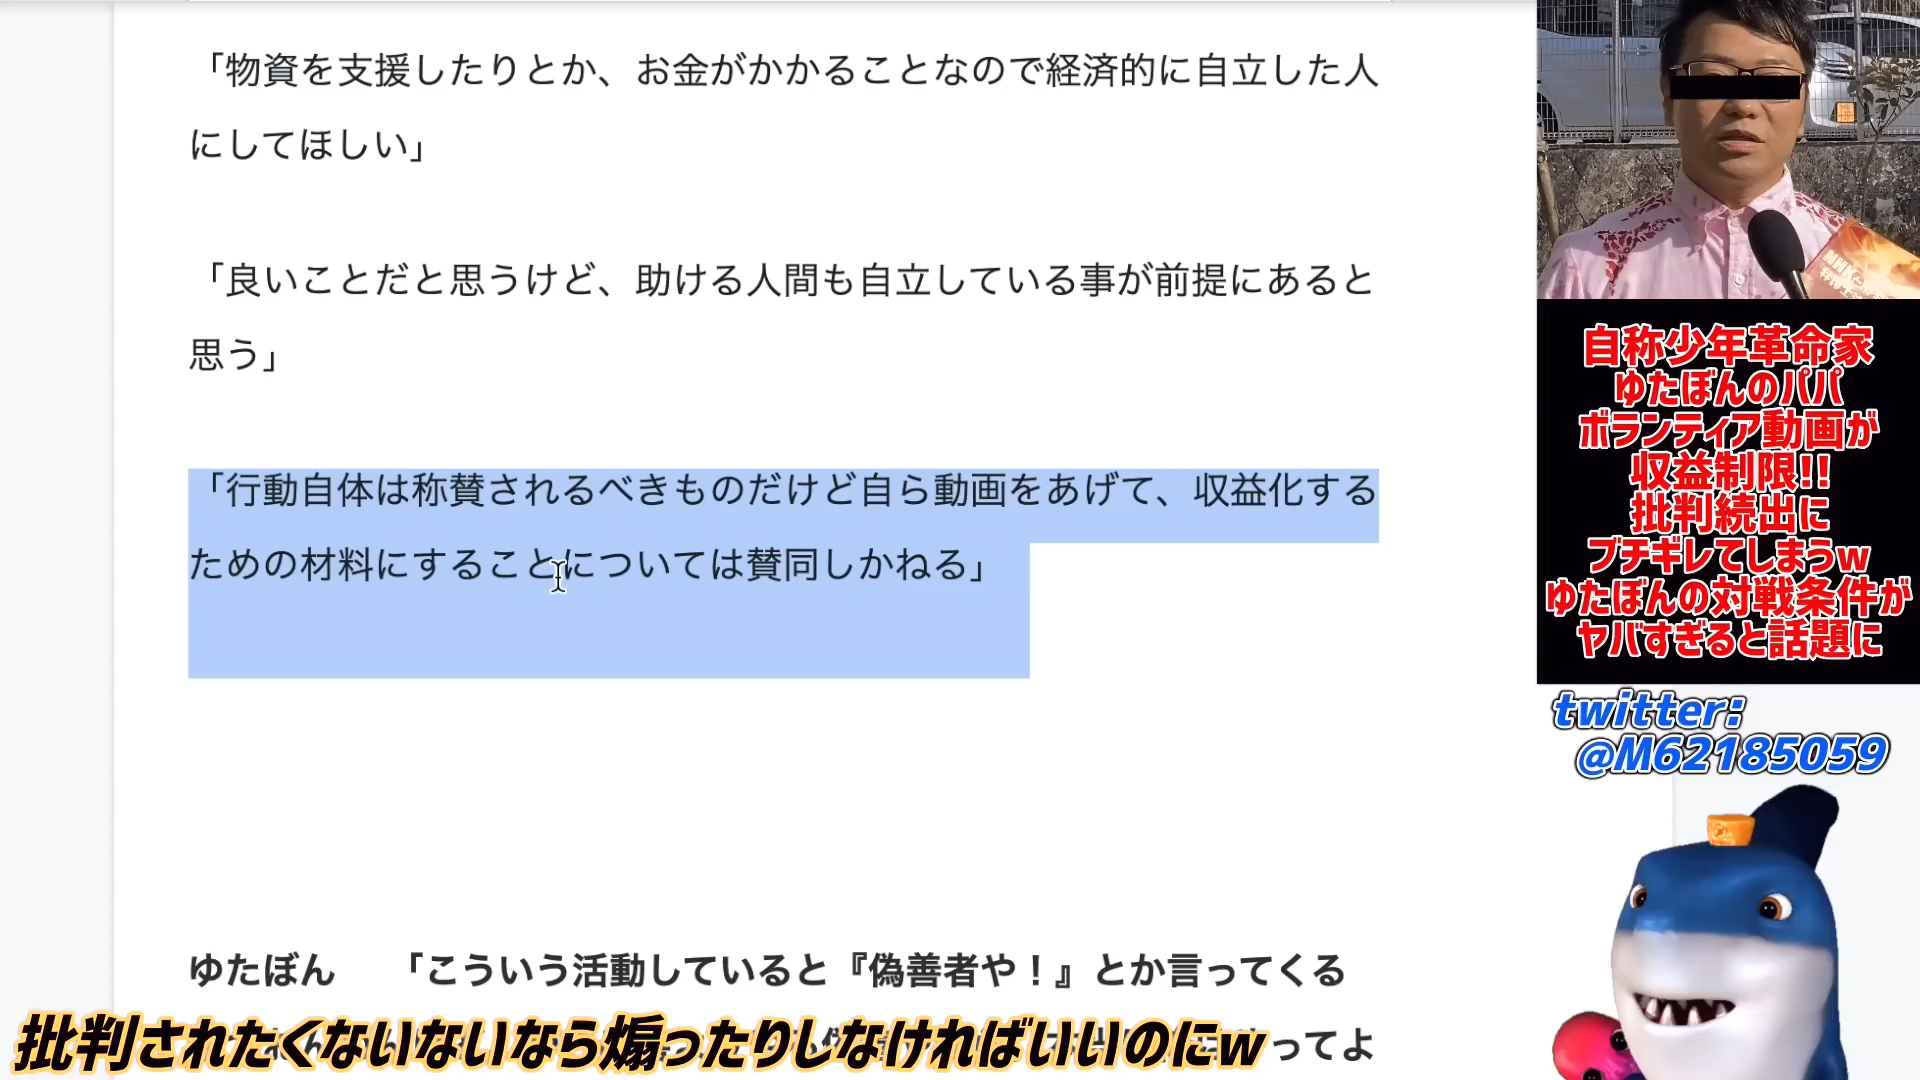 「物資を支援したりとか、お金がかかることなので経済的に自立した人
にしてほしい」
「良いことだと思うけど、助ける人間も自立している事が前提にあると
思う」
「行動自体は称賛されるべきものだけど自ら動画をあげて、収益化する
ための材料にすることについては賛同しかねる」
ゆたぼん 「こういう活動していると『偽善者や！』とか言ってくる
ってよ
批判されたくないないなら煽ったりしなければいいのにw
自称少年革命家
ゆたぼんのパパ
ボランティア動画が
収益制限!!
批判続出に
ブチギレてしまうw
ゆたぼんの対戦条件が
ヤバすぎると話題に
twitter:
@M62185059